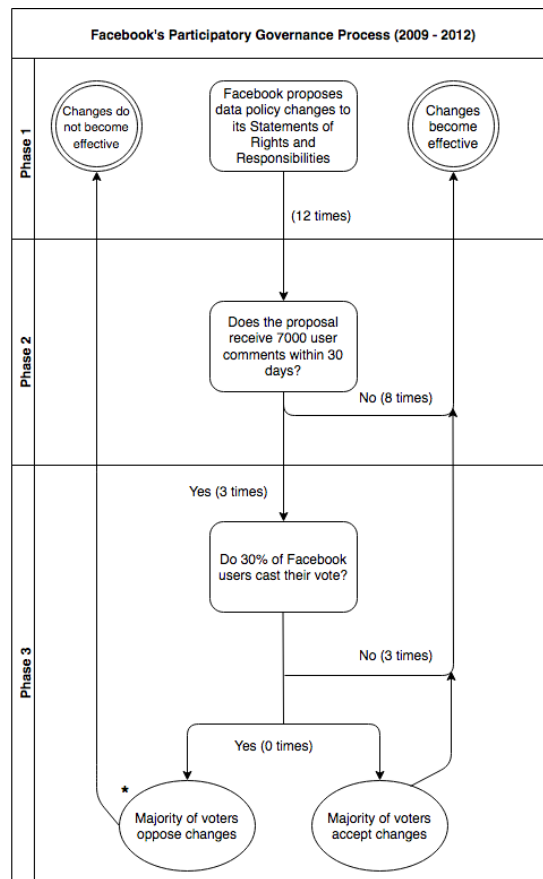 Facebook's Participatory Governance Process (2009 - 2012)
Phase 1
Changes do
not become
effective
Facebook proposes
data policy changes to
its Statements of
Rights and
Responsibilities
Changes
become
effective
(12 times)
Phase 2
Does the proposal
receive 7000 user
comments within 30
days?
No (8 times)
Phase 3
Yes (3 times)
Do 30% of Facebook
users cast their vote?
No (3 times)
Yes (0 times)
*
Majority of voters
oppose changes
Majority of voters
accept changes